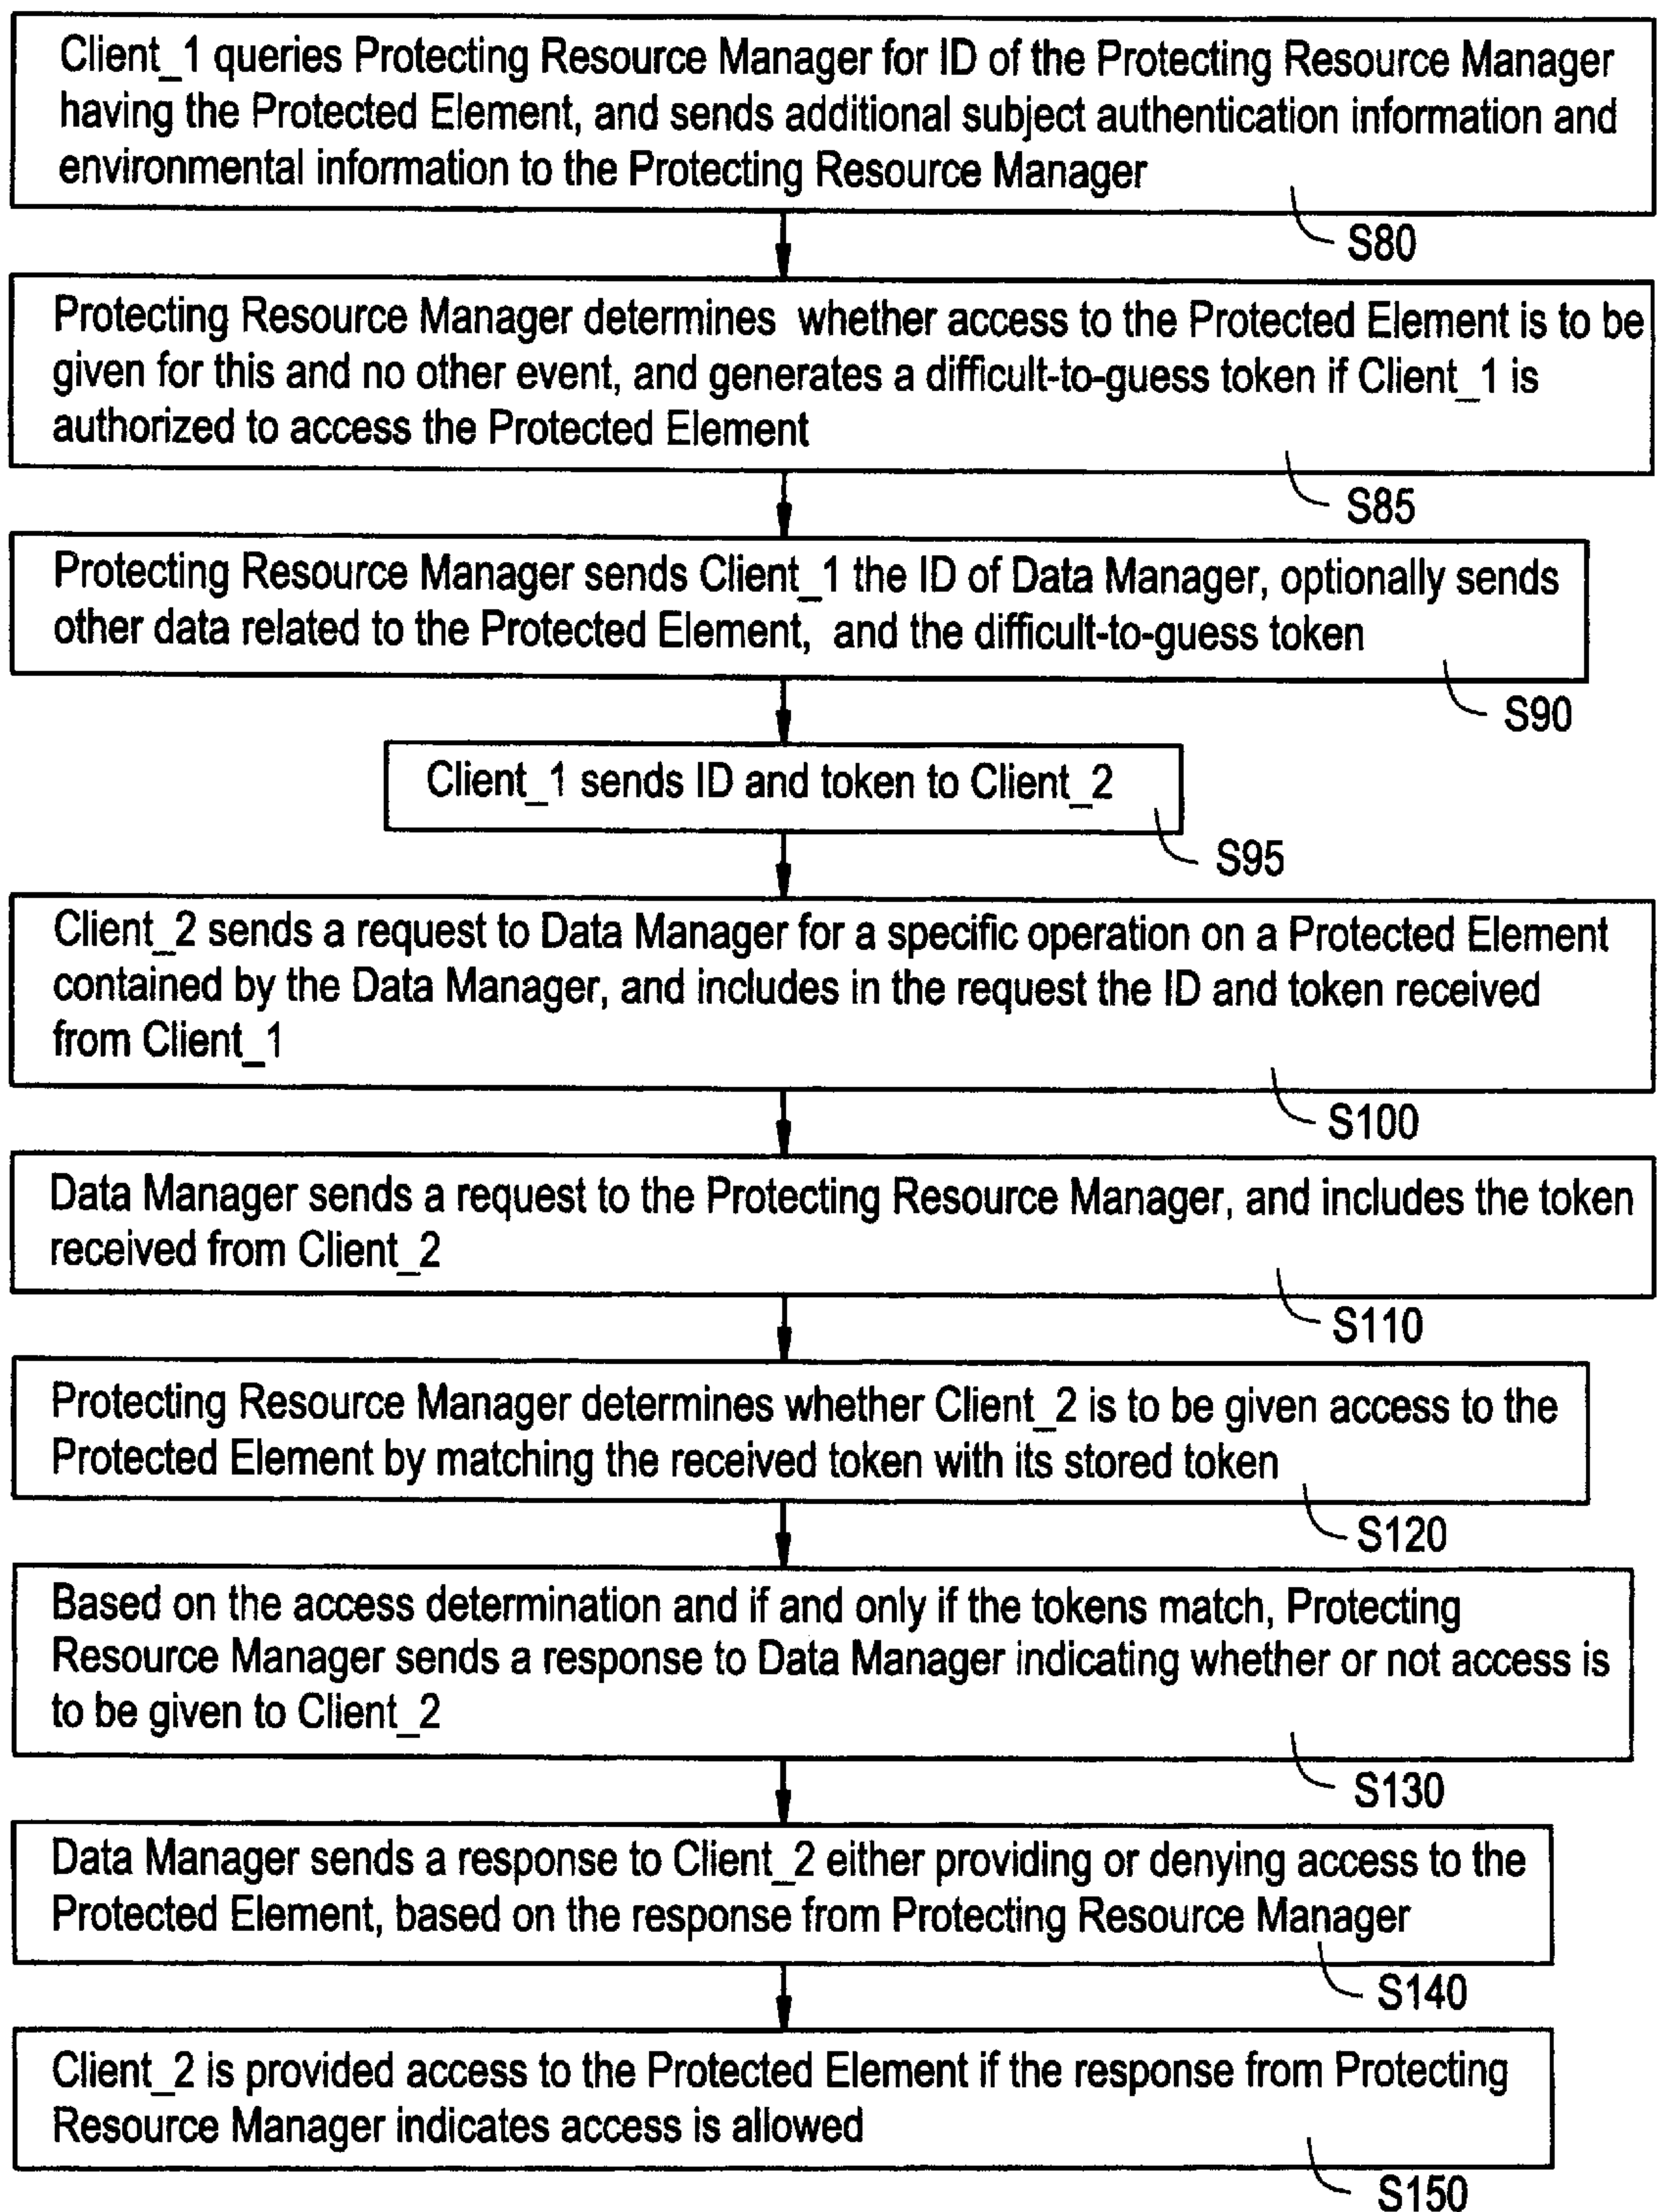 Client_1 queries Protecting Resource Manager for ID of the Protecting Resource Manager
having the Protected Element, and sends additional subject authentication information and
environmental information to the Protecting Resource Manager
S80
Protecting Resource Manager determines whether access to the Protected Element is to be
given for this and no other event, and generates a difficult-to-guess token if Client_1 is
authorized to access the Protected Element
S85
Protecting Resource Manager sends Client_1 the ID of Data Manager, optionally sends
other data related to the Protected Element, and the difficult-to-guess token
S90
Client_1 sends ID and token to Client_2
S95
Client_2 sends a request to Data Manager for a specific operation on a Protected Element
contained by the Data Manager, and includes in the request the ID and token received
from Client_1
S100
Data Manager sends a request to the Protecting Resource Manager, and includes the token
received from Client_2
S110
Protecting Resource Manager determines whether Client_2 is to be given access to the
Protected Element by matching the received token with its stored token
S120
Based on the access determination and if and only if the tokens match, Protecting
Resource Manager sends a response to Data Manager indicating whether or not access is
to be given to Client_2
S130
Data Manager sends a response to Client_2 either providing or denying access to the
Protected Element, based on the response from Protecting Resource Manager
S140
Client_2 is provided access to the Protected Element if the response from Protecting
Resource Manager indicates access is allowed
S150